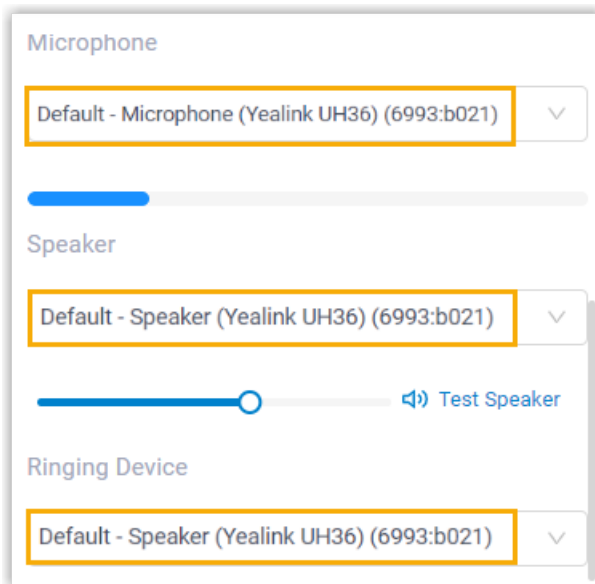 Microphone
Default - Microphone (Yealink UH36) (6993:b021)
Speaker
Default - Speaker (Yealink UH36) (6993:b021)
Test Speaker
Ringing Device
Default - Speaker (Yealink UH36) (6993:b021)